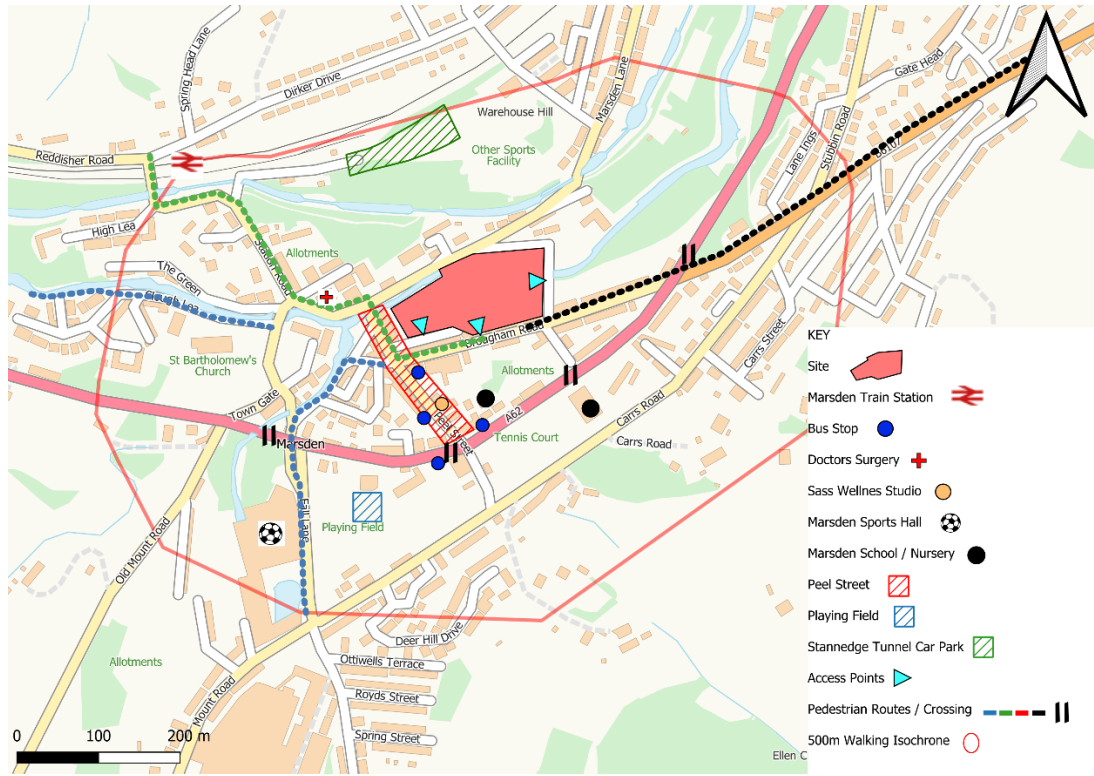 Spring Head Lane
Dirker Drive
Marsden Lane
Gate Head
Warehouse Hill
Other Sports
Facility
Reddisher Road
Lane Ings
Stubbin Road
B6107
High Lea
Station Road
Allotments
The Green
Clough Lea
Brougham Road
St Bartholomew's
Church
Carrs Street
Allotments
Town Gate
Peel Street
A62
Tennis Court
Carrs Road
Carrs Road
Marsden
Playing Field
Fall Lane
Old Mount Road
Deer Hill Drive
Allotments
Ottiwells Terrace
Mount Road
Royds Street
Spring Street
Ellen C
0 100 200 m
KEY
Site
Marsden Train Station
Bus Stop
Doctors Surgery
Sass Wellnes Studio
Marsden Sports Hall
Marsden School / Nursery
Peel Street
Playing Field
Stannedge Tunnel Car Park
Access Points
Pedestrian Routes / Crossing
500m Walking Isochrone